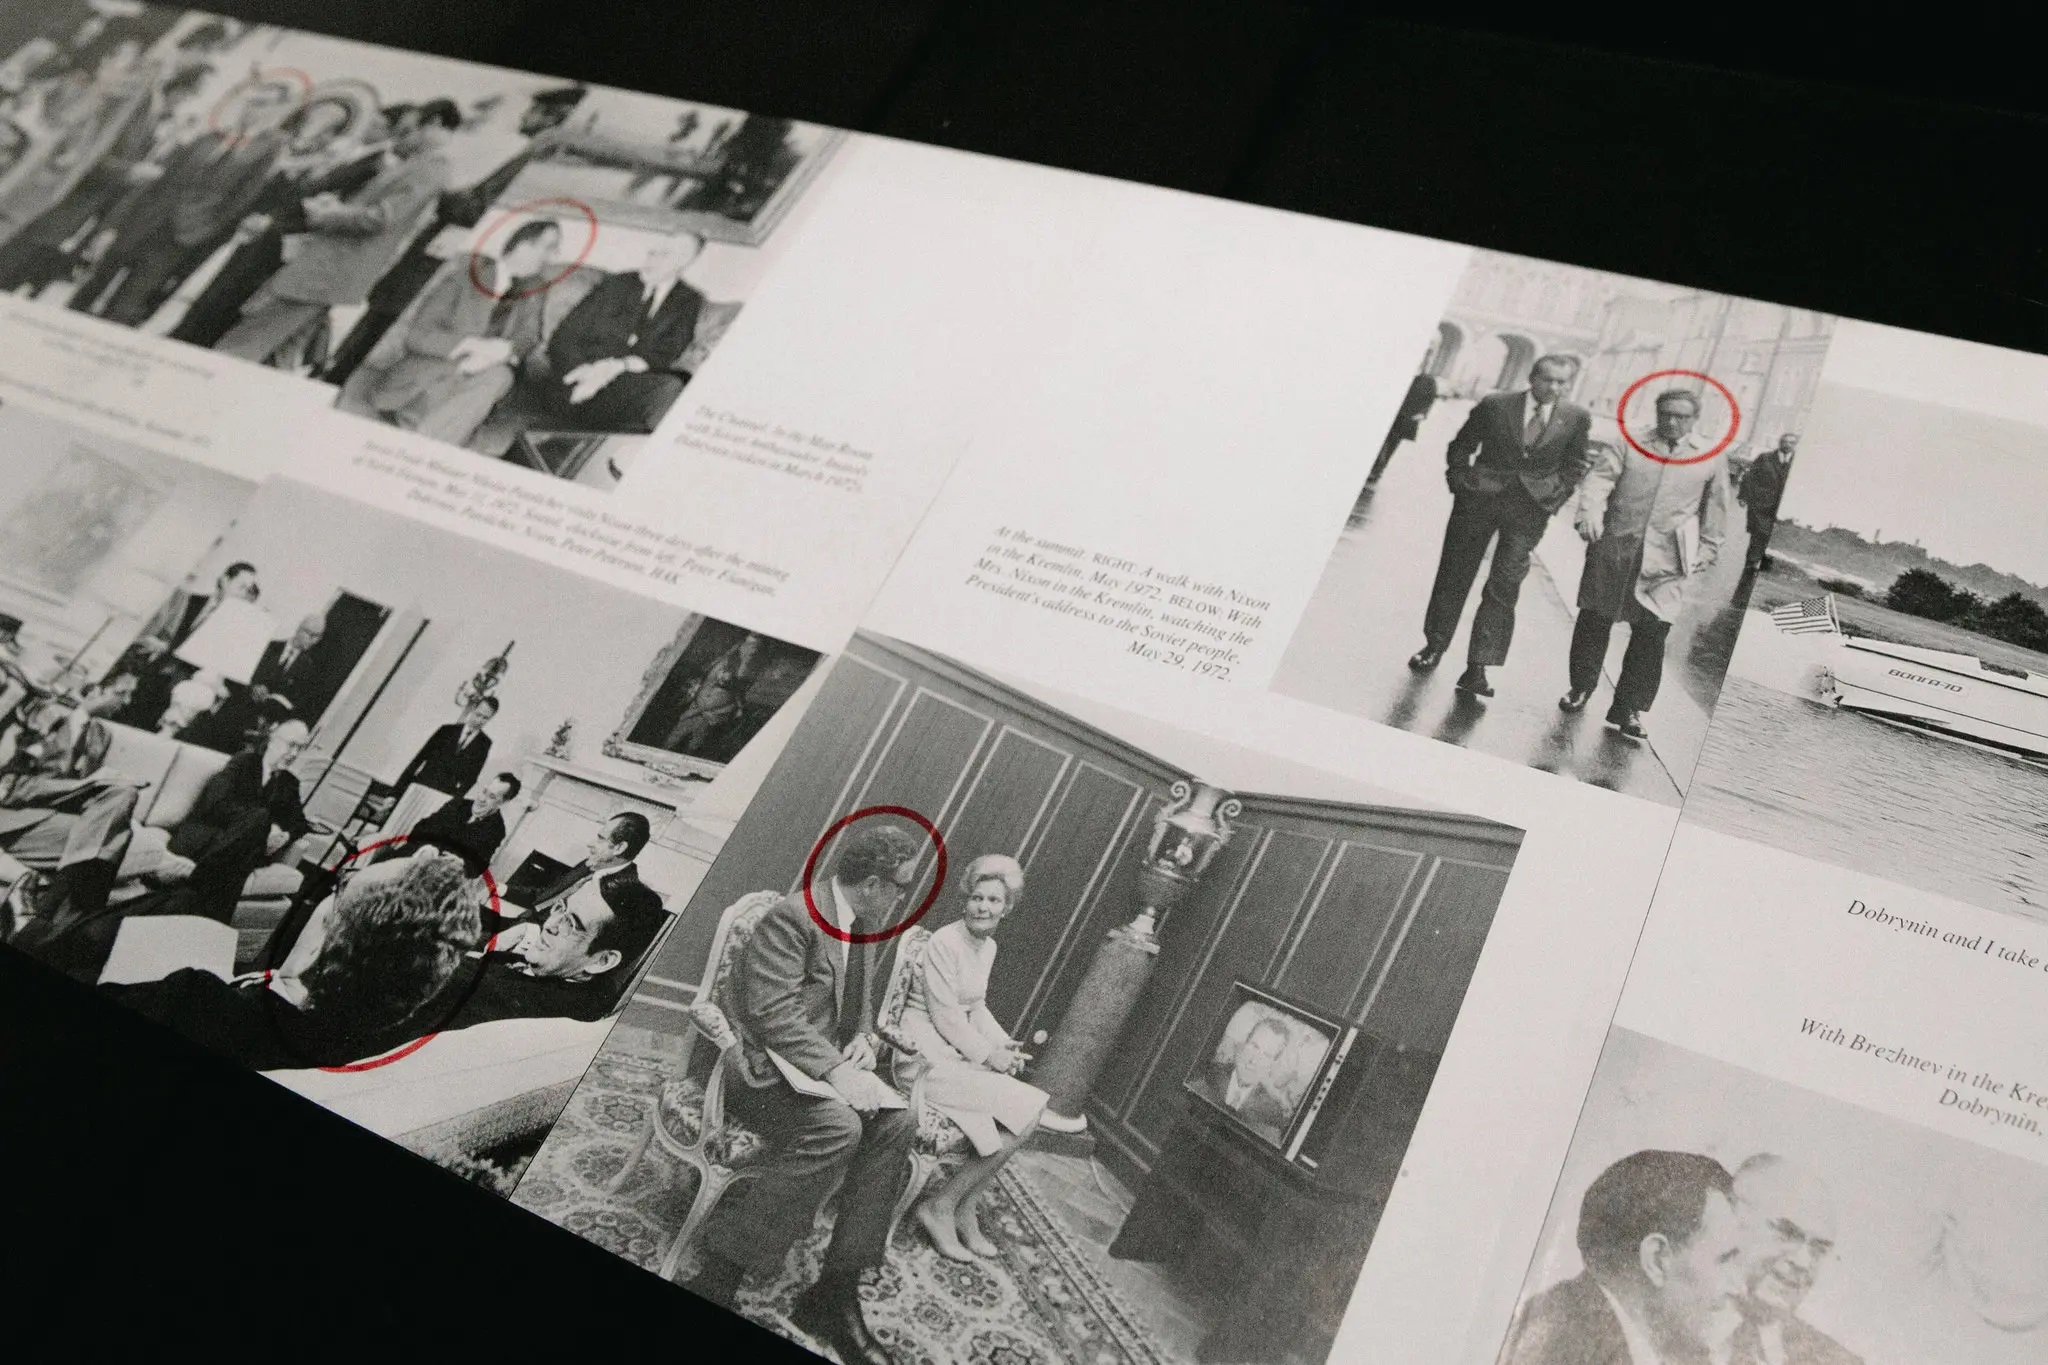 The Channel. In the Map Room
with Soviet Ambassador Anatoly
Dobrynin (taken in March 1972).
Soviet Trade Minister Nikolai Patolichev visits Nixon three days after the mining
of North Vietnam, May 11, 1972. Seated, clockwise from left: Peter Flanigan,
Dobrynin, Patolichev, Nixon, Peter Peterson, HAK.
At the summit. RIGHT: A walk with Nixon
in the Kremlin, May 1972. BELOW: With
Mrs. Nixon in the Kremlin, watching the
President's address to the Soviet people,
May 29, 1972.
Dobrynin and I take
With Brezhnev in the Kre
Dobrynin,